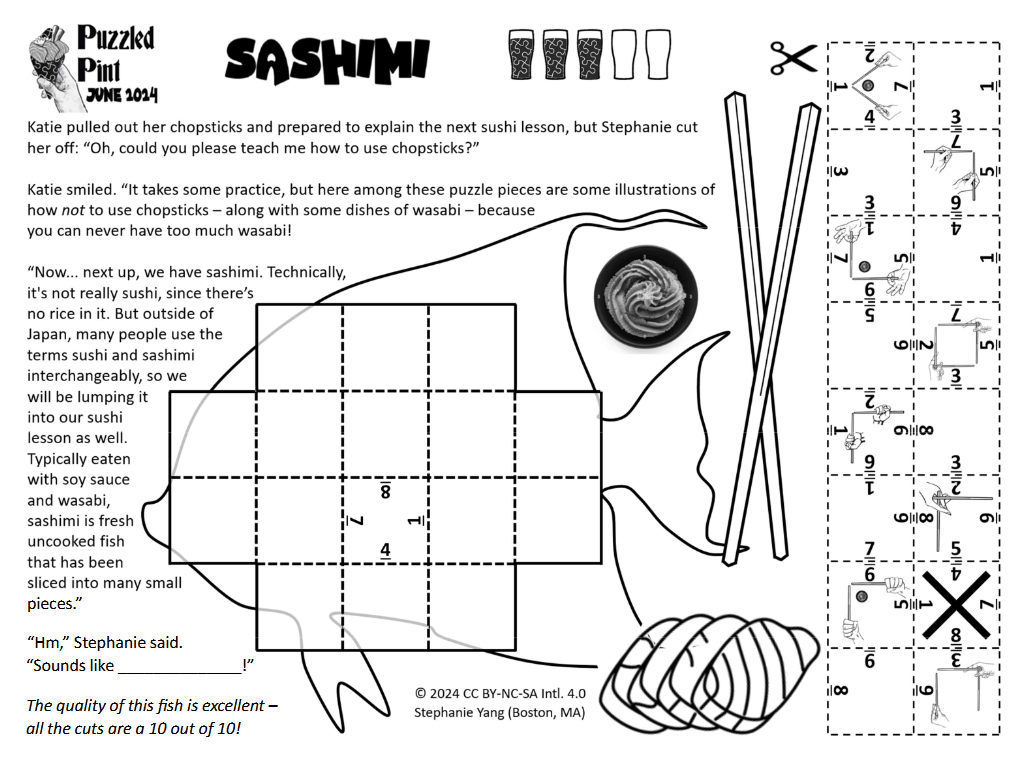 Puzzled
Pint
JUNE 2024
SASHIMI
Katie pulled out her chopsticks and prepared to explain the next sushi lesson, but Stephanie cut
her off: “Oh, could you please teach me how to use chopsticks?”
Katie smiled. “It takes some practice, but here among these puzzle pieces are some illustrations of
how not to use chopsticks – along with some dishes of wasabi – because
you can never have too much wasabi!
“Now... next up, we have sashimi. Technically,
it's not really sushi, since there’s
no rice in it. But outside of
Japan, many people use the
terms sushi and sashimi
interchangeably, so we
will be lumping it
into our sushi
lesson as well.
Typically eaten
with soy sauce
and wasabi,
sashimi is fresh
uncooked fish
that has been
sliced into many small
pieces.”
“Hm,” Stephanie said.
“Sounds like _______________!”
The quality of this fish is excellent –
all the cuts are a 10 out of 10!
8
7 1
4
© 2024 CC BY-NC-SA Intl. 4.0
Stephanie Yang (Boston, MA)
2
1 7 1
4 3
7
3 5
3 6
1 4
7 5 1
6
5 7
6 2 5
3
2
1 6 8
6 3
1 2
6 8 6
7 5
6 4
5 1 7
8
6 3
8 6